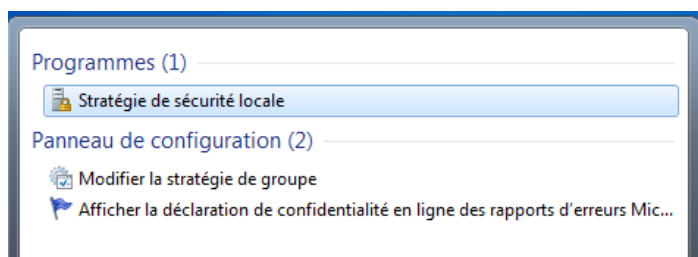 Programmes (1)
Stratégie de sécurité locale
Panneau de configuration (2)
Modifier la stratégie de groupe
Afficher la déclaration de confidentialité en ligne des rapports d'erreurs Mic...